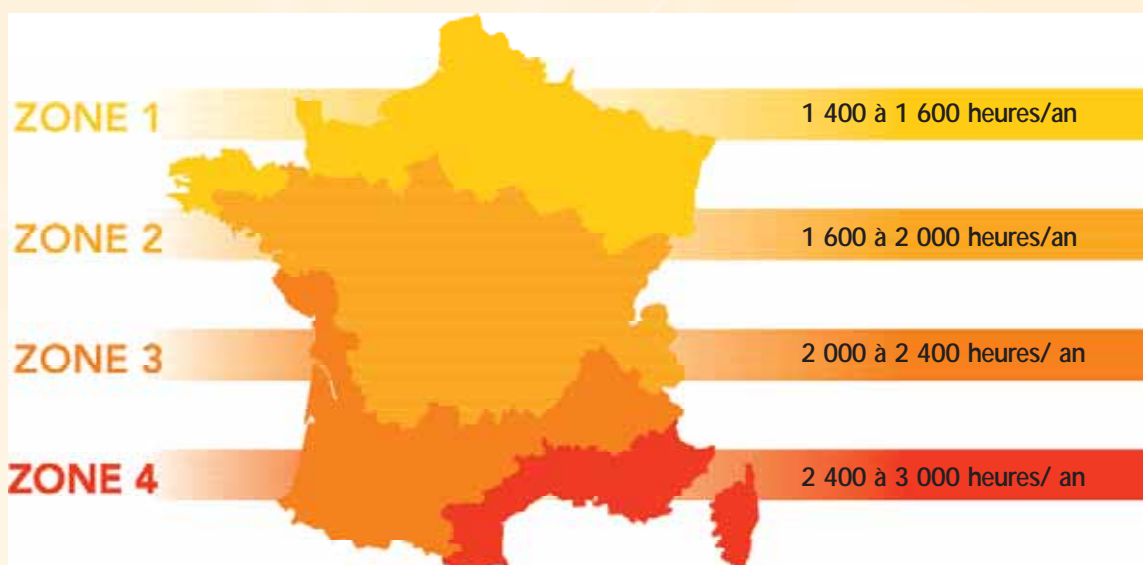 ZONE 1 1 400 à 1 600 heures/an
ZONE 2 1 600 à 2 000 heures/an
ZONE 3 2 000 à 2 400 heures/ an
ZONE 4 2 400 à 3 000 heures/ an